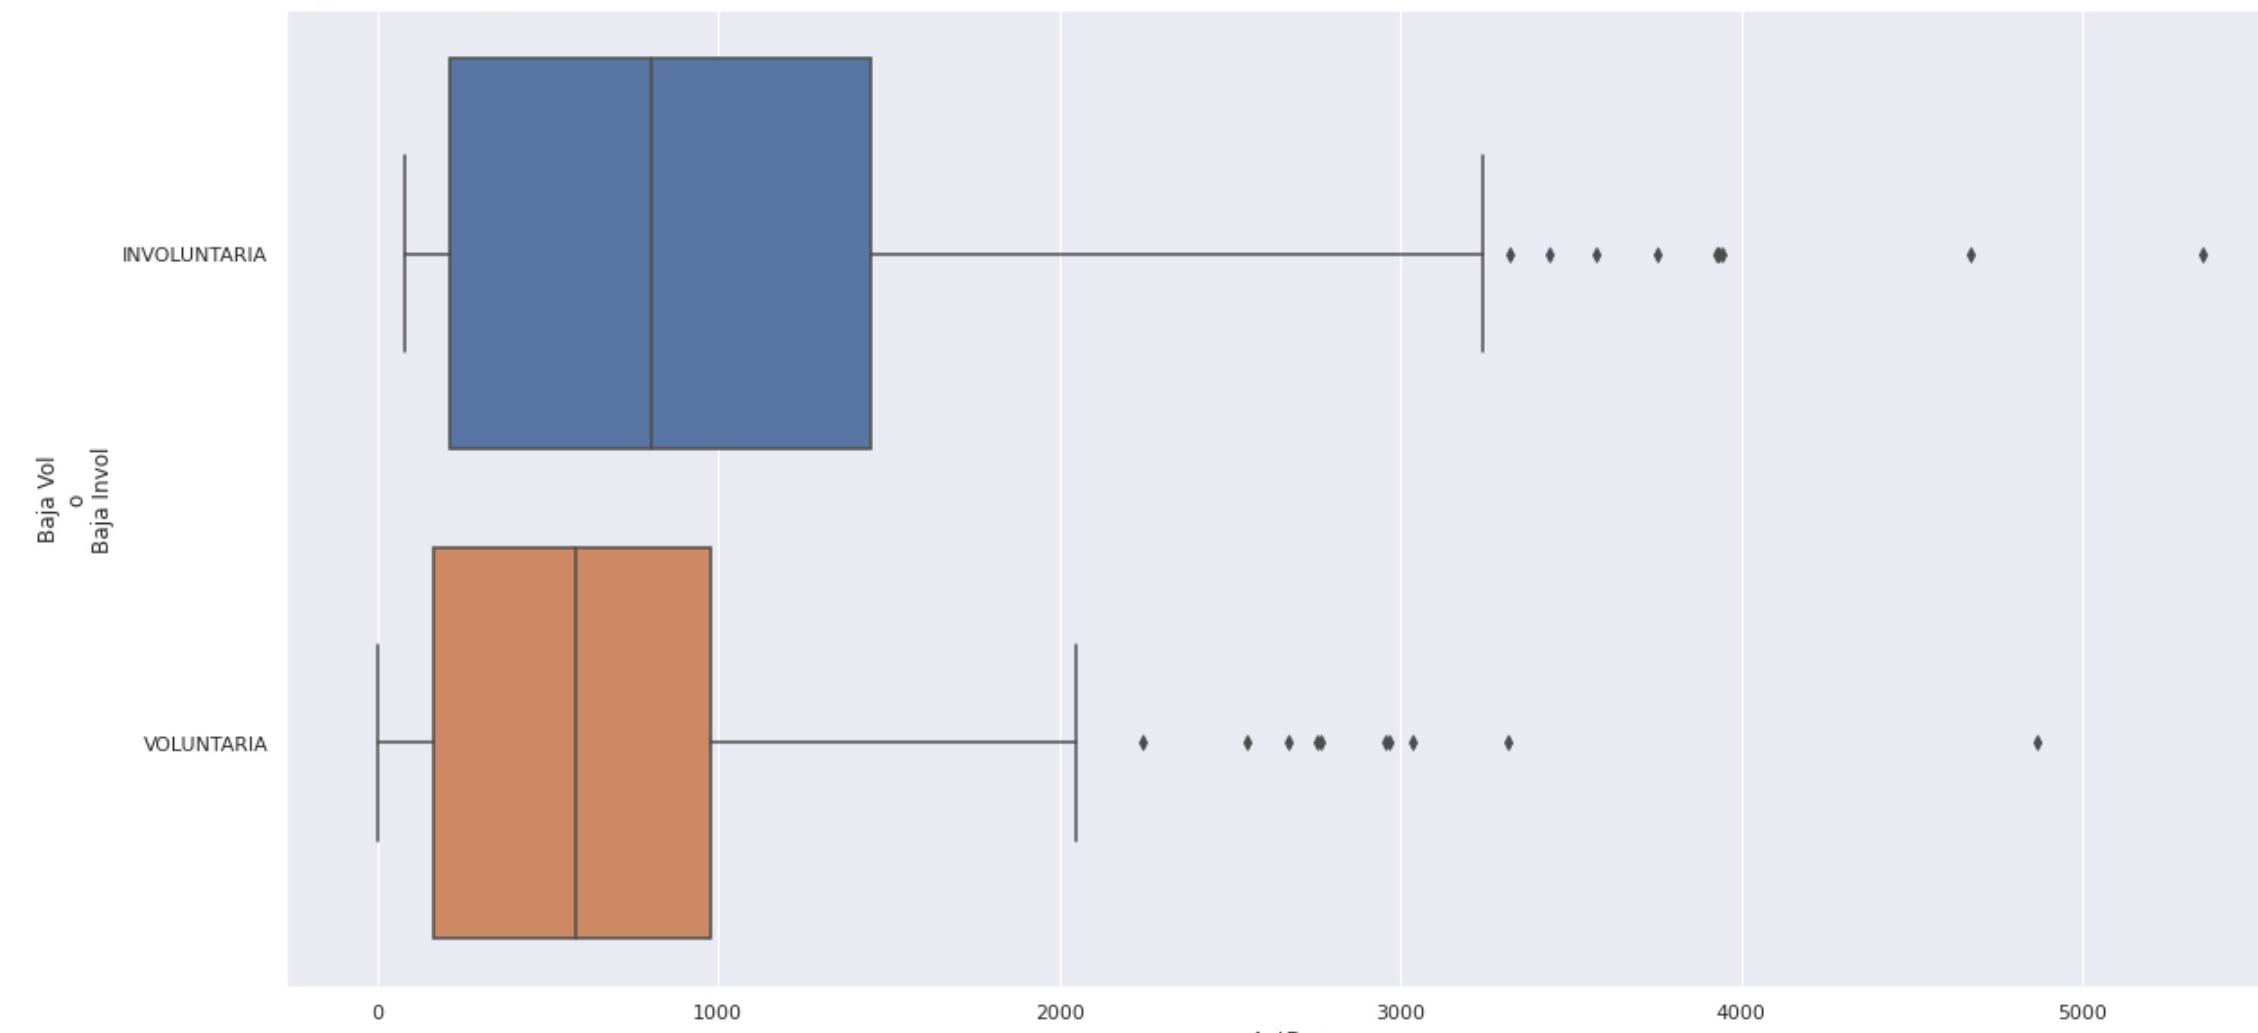 INVOLUNTARIA
Baja Vol
o
Baja Invol
VOLUNTARIA
0 1000 2000 3000 4000 5000